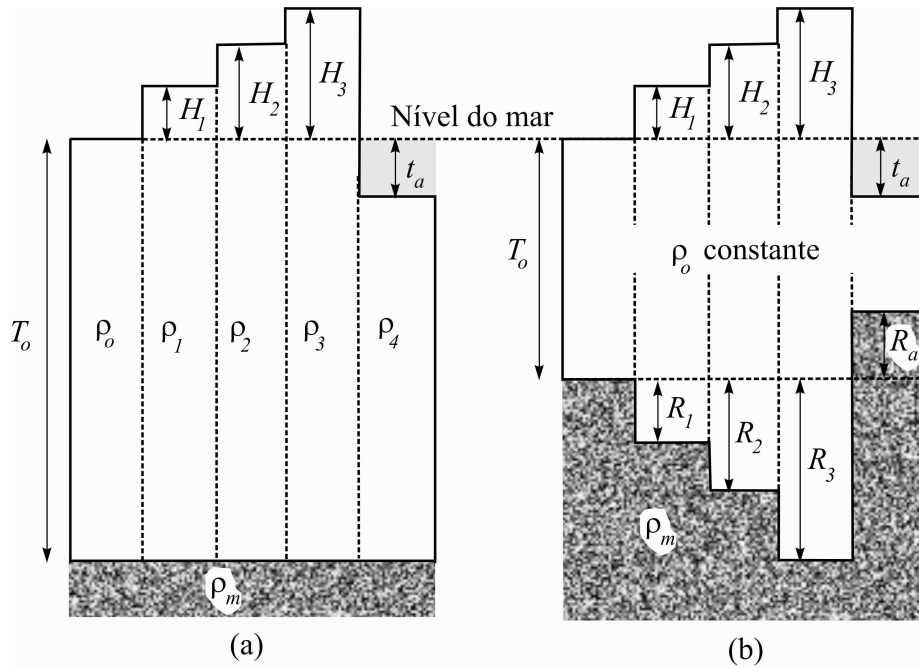 H₁ H₂ H₃
Nível do mar
tₐ
Tₒ
ρₒ ρ₁ ρ₂ ρ₃ ρ₄
ρₘ
(a)
H₁ H₂ H₃
tₐ
Tₒ
ρₒ constante
Rₐ
R₁ R₂ R₃
ρₘ
(b)